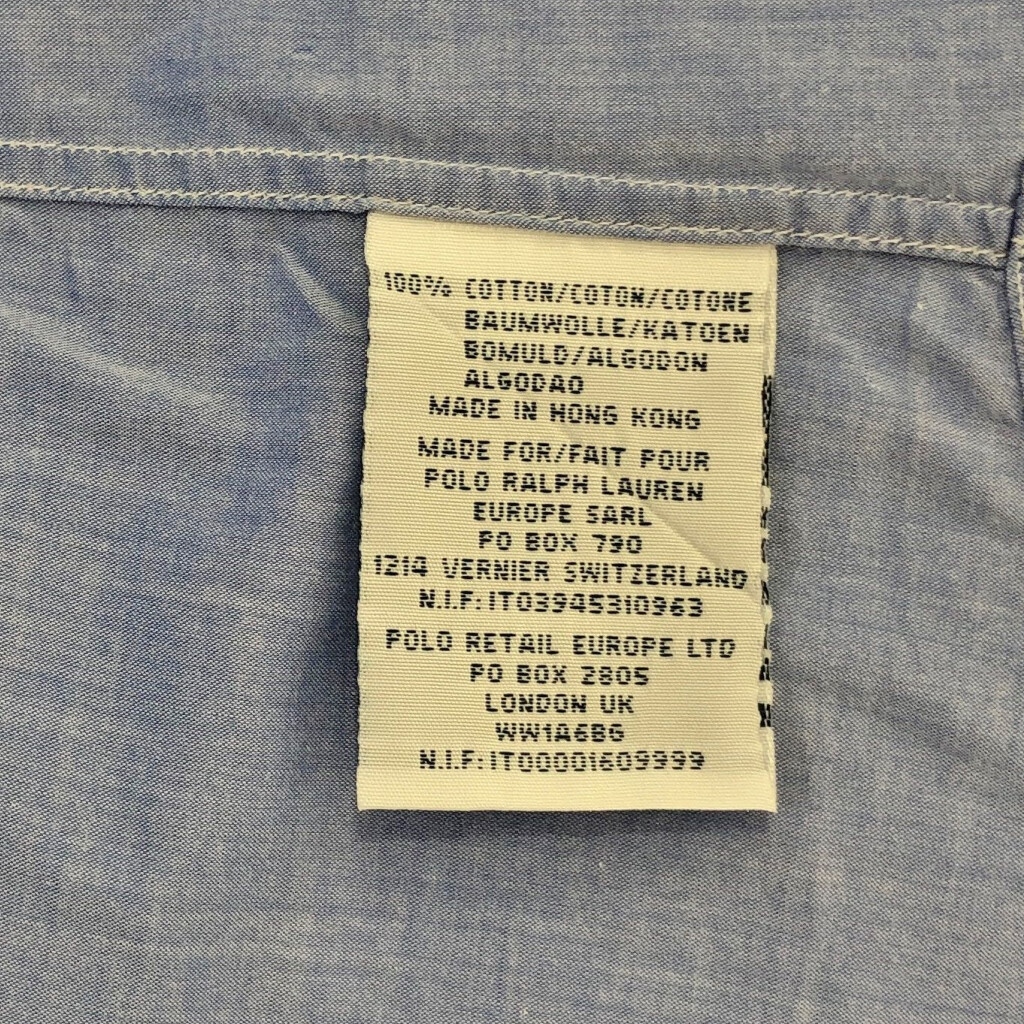 100% COTTON/COTON/COTONE
BAUMWOLLE/KATOEN
BOMULD/ALGODON
ALGODAO
MADE IN HONG KONG
MADE FOR/FAIT POUR
POLO RALPH LAUREN
EUROPE SARL
PO BOX 790
1214 VERNIER SWITZERLAND
N.I.F:IT03945310963
POLO RETAIL EUROPE LTD
PO BOX 2805
LONDON UK
WW1A6BG
N.I.F:IT00001609999